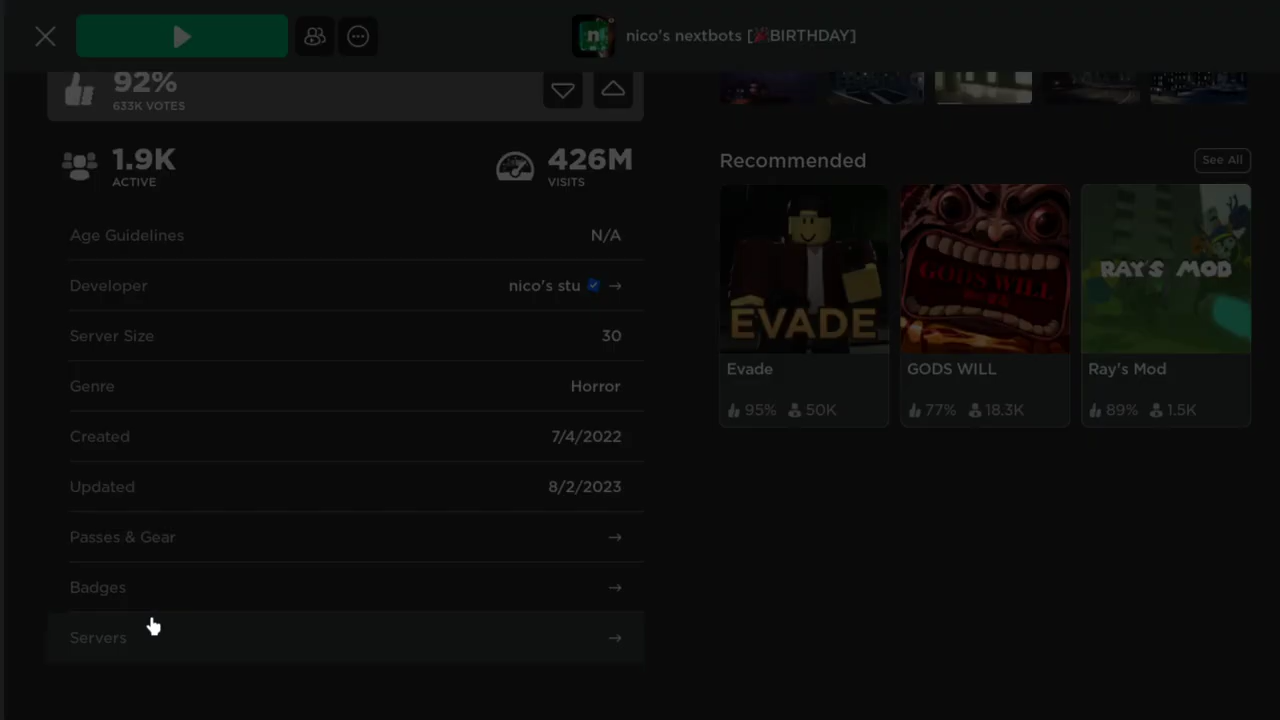 nico's nextbots [🎉BIRTHDAY]
92%
633K VOTES
1.9K
ACTIVE
426M
VISITS
Age Guidelines N/A
Developer nico's stu →
Server Size 30
Genre Horror
Created 7/4/2022
Updated 8/2/2023
Passes & Gear →
Badges →
Servers →
Recommended See All
EVADE
GODS WILL
RAY'S MOD
Evade
95% 50K
GODS WILL
77% 18.3K
Ray's Mod
89% 1.5K